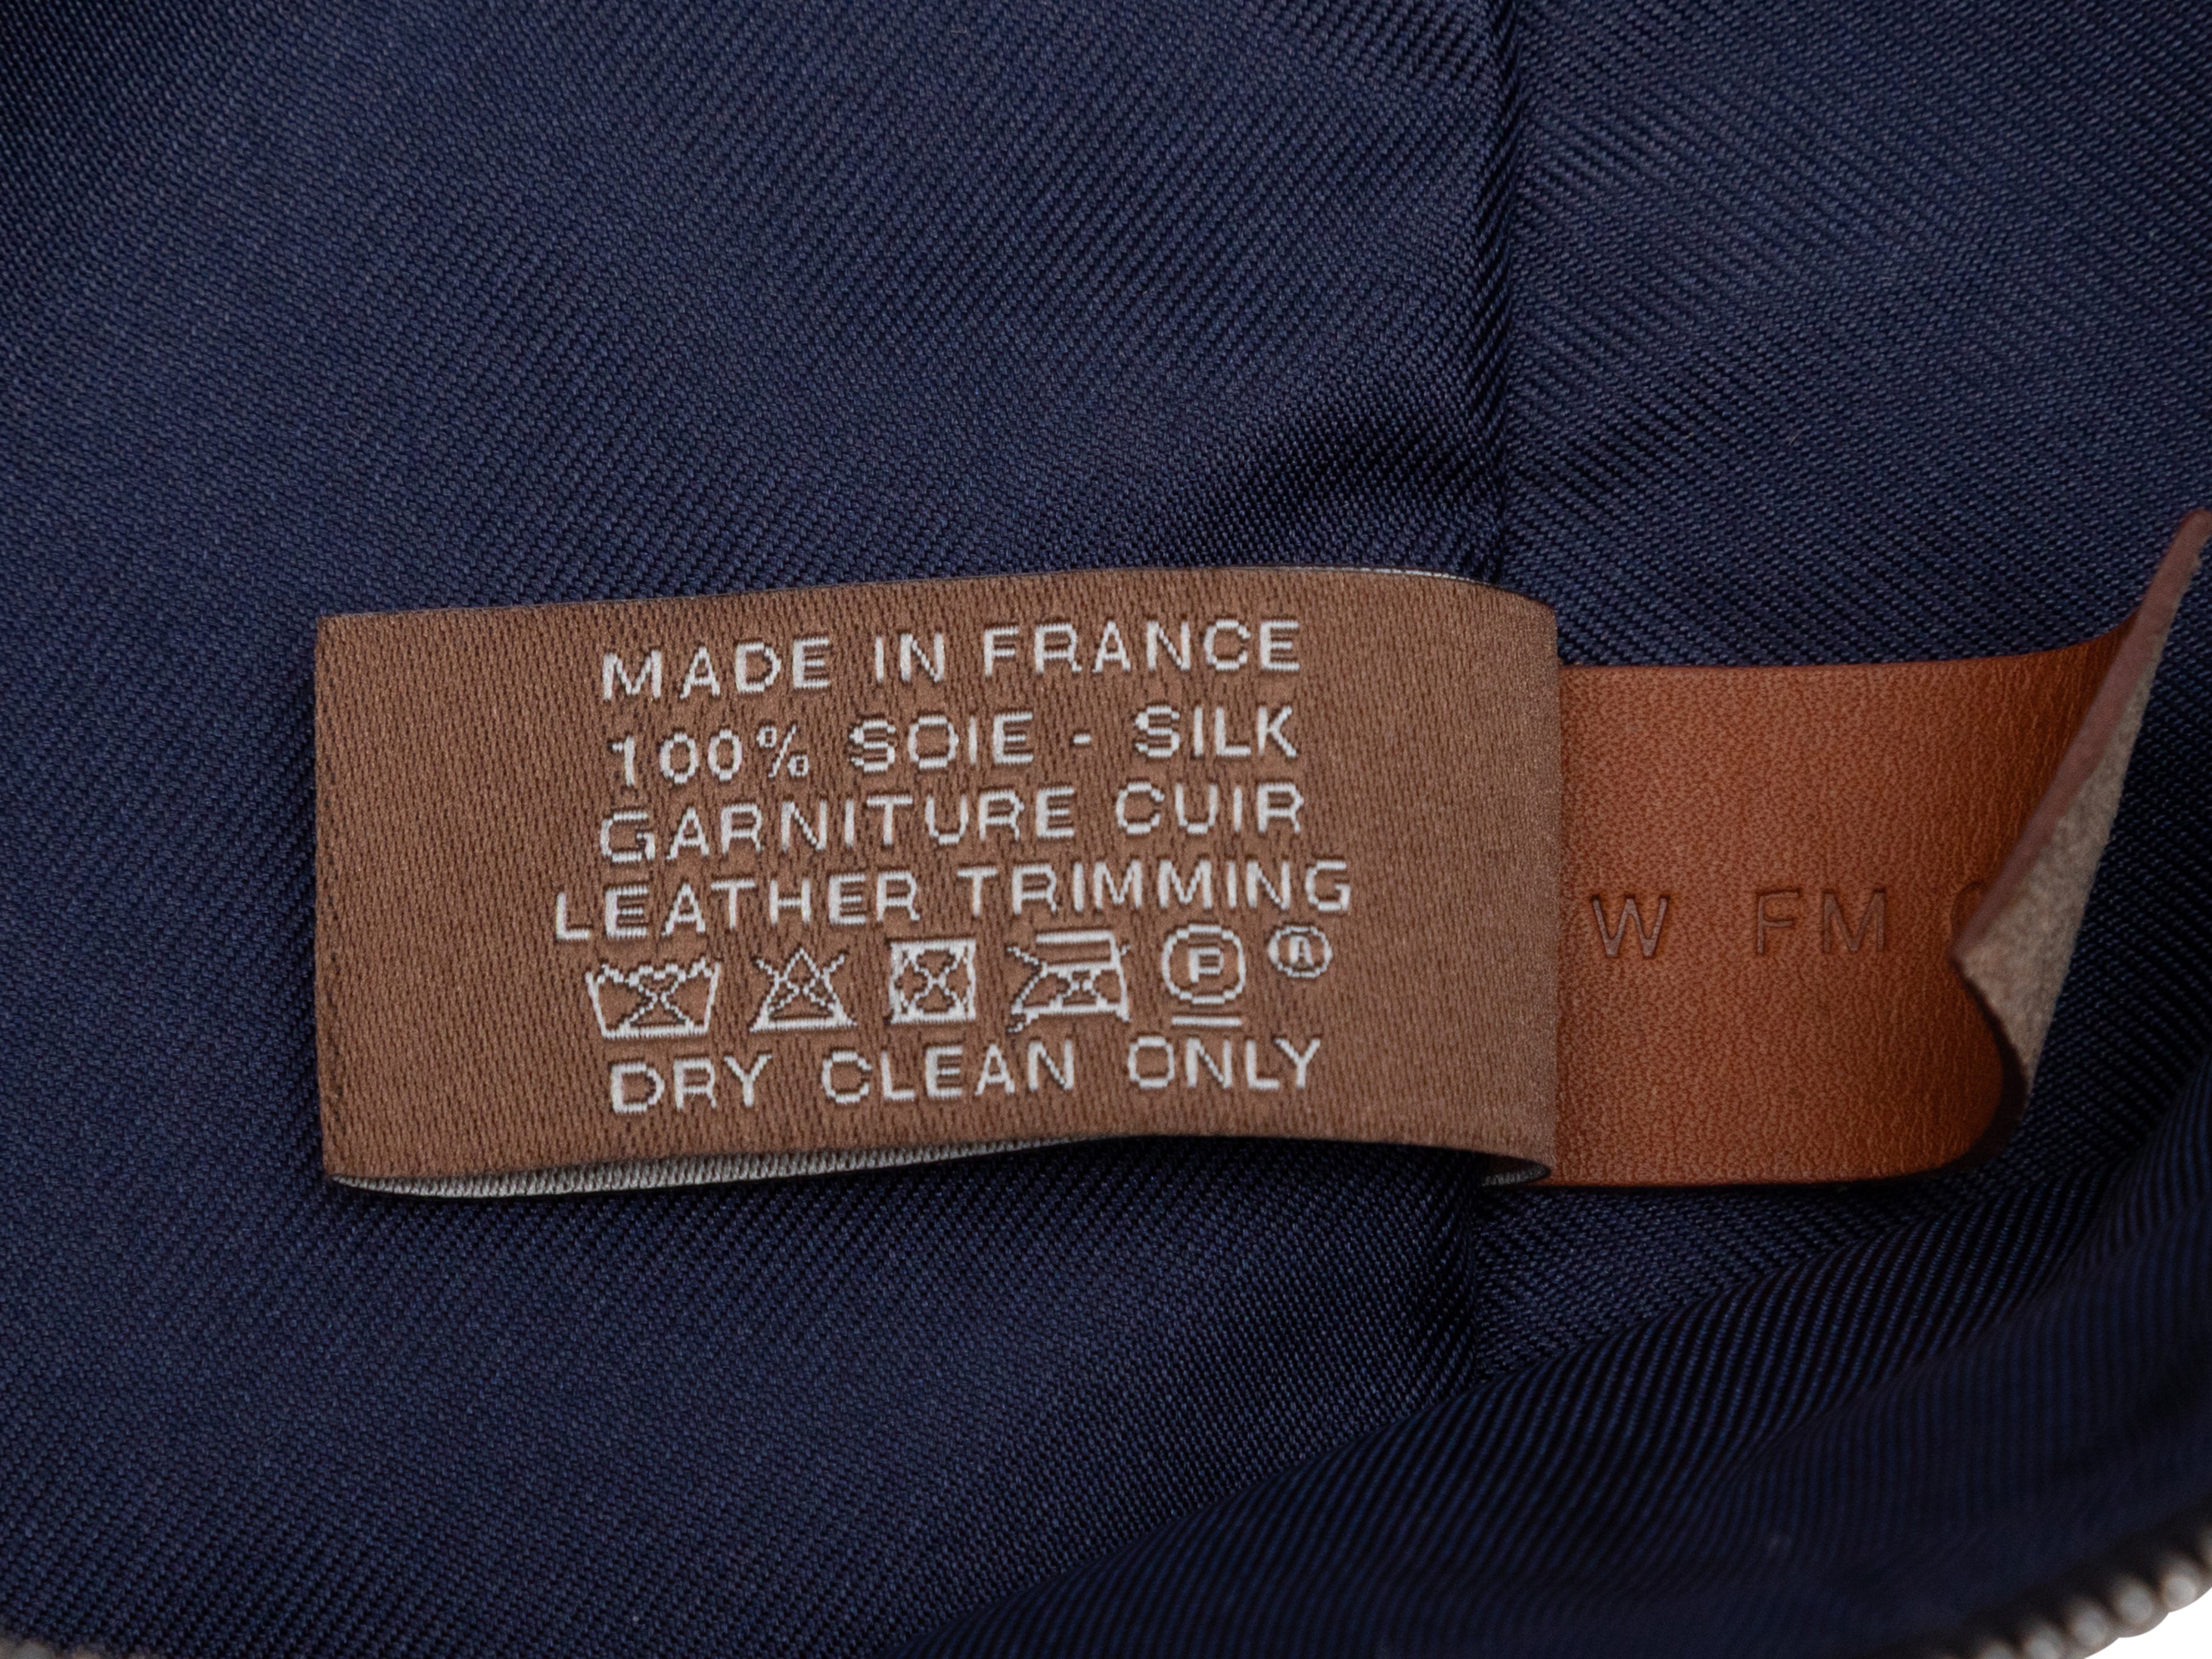 MADE IN FRANCE
100% SOIE - SILK
GARNITURE CUIR
LEATHER TRIMMING
P A
DRY CLEAN ONLY
W FM